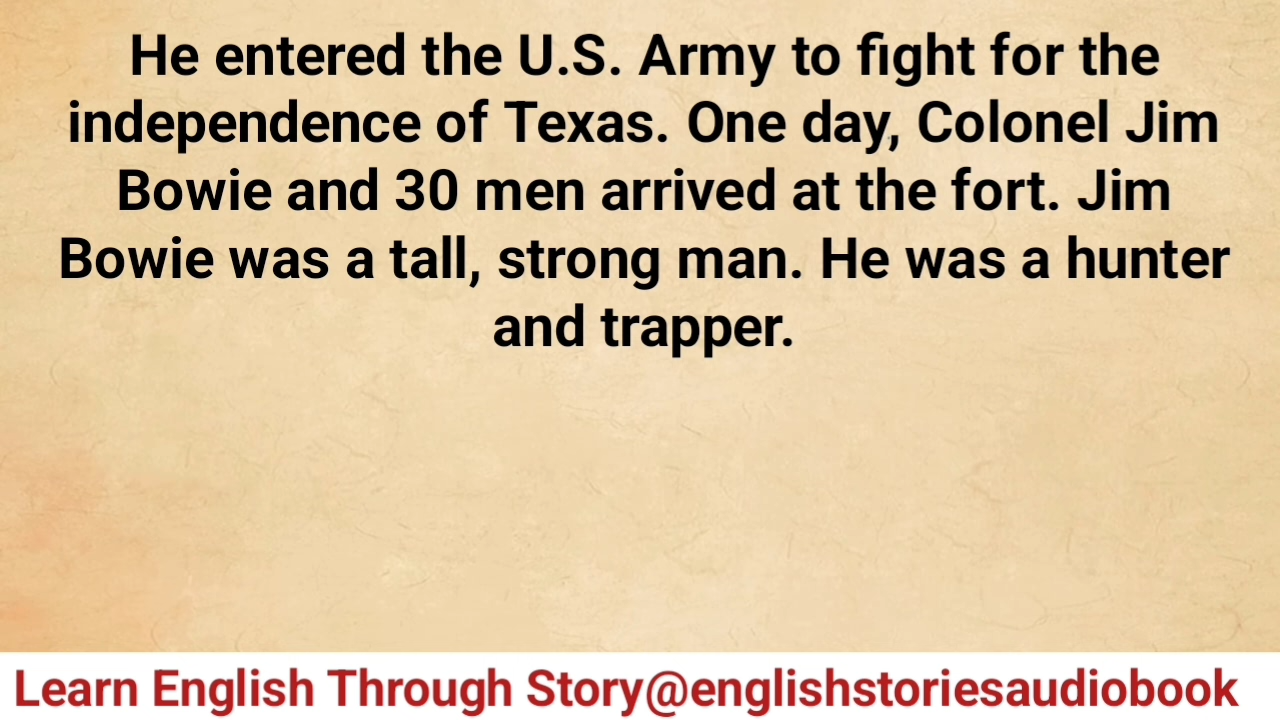 He entered the U.S. Army to fight for the
independence of Texas. One day, Colonel Jim
Bowie and 30 men arrived at the fort. Jim
Bowie was a tall, strong man. He was a hunter
and trapper.
Learn English Through Story@englishstoriesaudiobook